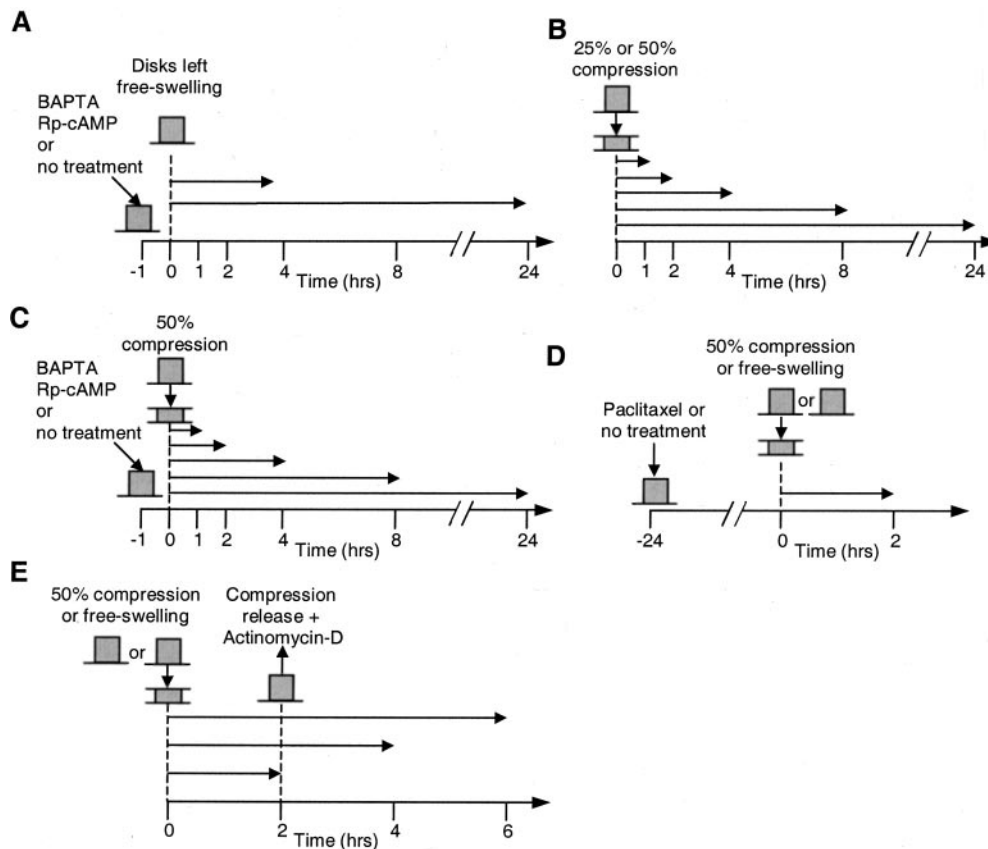 A
Disks left
free-swelling
BAPTA
Rp-cAMP
or
no treatment
-1 0 1 2 4 8 24
Time (hrs)
B
25% or 50%
compression
0 1 2 4 8 24
Time (hrs)
C
50%
compression
BAPTA
Rp-cAMP
or
no treatment
-1 0 1 2 4 8 24
Time (hrs)
D
50% compression
or free-swelling
or
Paclitaxel or
no treatment
-24 0 2
Time (hrs)
E
50% compression
or free-swelling
or
Compression
release +
Actinomycin-D
0 2 4 6
Time (hrs)